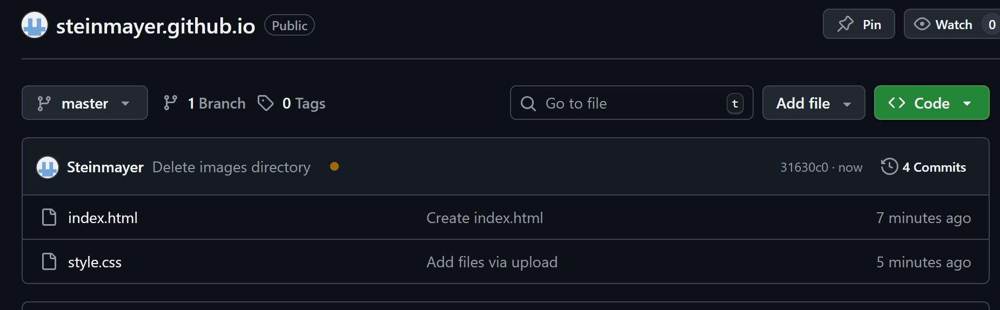 steinmayer.github.io Public Pin Watch 0
master 1 Branch 0 Tags Go to file t Add file Code
Steinmayer Delete images directory 31630c0 · now 4 Commits
index.html Create index.html 7 minutes ago
style.css Add files via upload 5 minutes ago